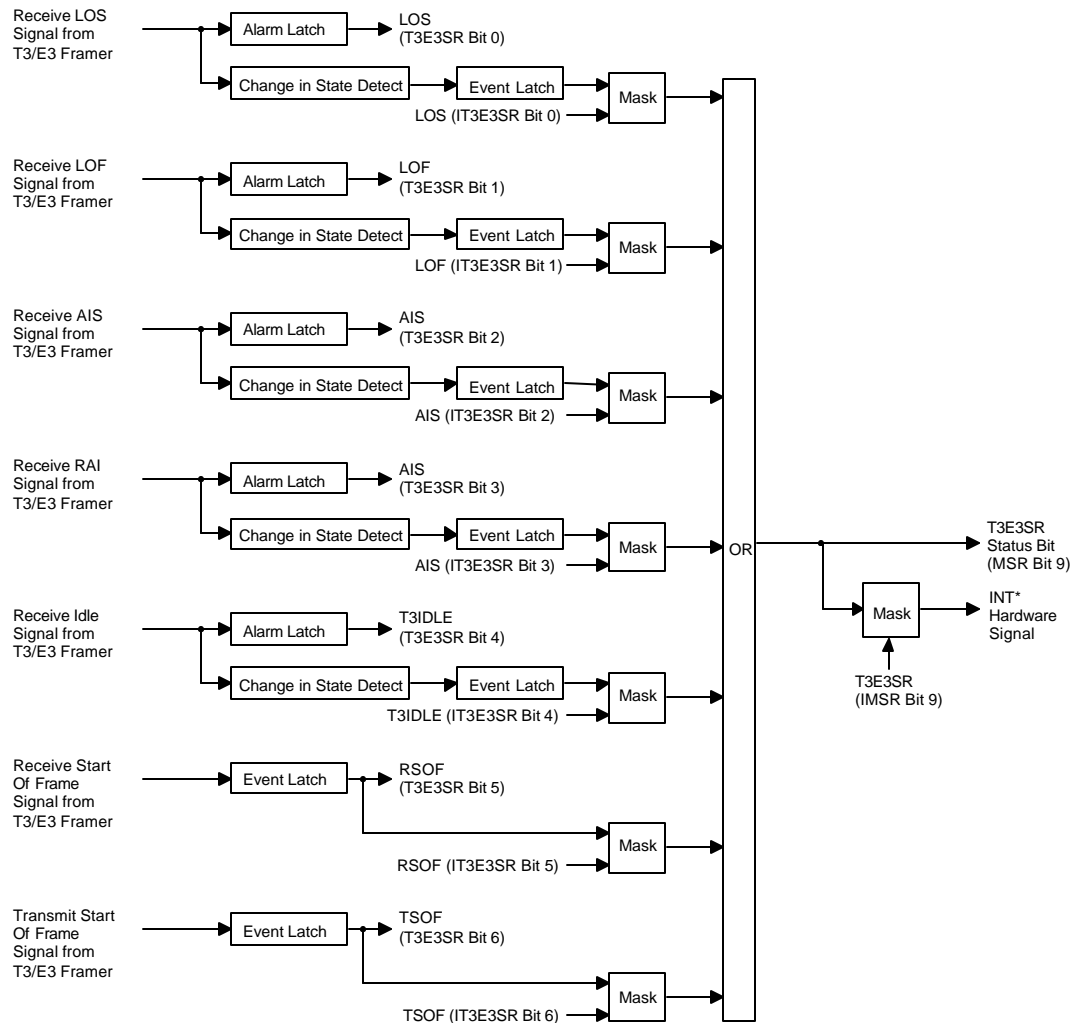 Receive LOS
Signal from
T3/E3 Framer
Alarm Latch
LOS
(T3E3SR Bit 0)
Change in State Detect
Event Latch
Mask
LOS (IT3E3SR Bit 0)
Receive LOF
Signal from
T3/E3 Framer
Alarm Latch
LOF
(T3E3SR Bit 1)
Change in State Detect
Event Latch
Mask
LOF (IT3E3SR Bit 1)
Receive AIS
Signal from
T3/E3 Framer
Alarm Latch
AIS
(T3E3SR Bit 2)
Change in State Detect
Event Latch
Mask
AIS (IT3E3SR Bit 2)
Receive RAI
Signal from
T3/E3 Framer
Alarm Latch
AIS
(T3E3SR Bit 3)
Change in State Detect
Event Latch
Mask
AIS (IT3E3SR Bit 3)
OR
T3E3SR
Status Bit
(MSR Bit 9)
Mask
INT*
Hardware
Signal
T3E3SR
(IMSR Bit 9)
Receive Idle
Signal from
T3/E3 Framer
Alarm Latch
T3IDLE
(T3E3SR Bit 4)
Change in State Detect
Event Latch
Mask
T3IDLE (IT3E3SR Bit 4)
Receive Start
Of Frame
Signal from
T3/E3 Framer
Event Latch
RSOF
(T3E3SR Bit 5)
Mask
RSOF (IT3E3SR Bit 5)
Transmit Start
Of Frame
Signal from
T3/E3 Framer
Event Latch
TSOF
(T3E3SR Bit 6)
Mask
TSOF (IT3E3SR Bit 6)